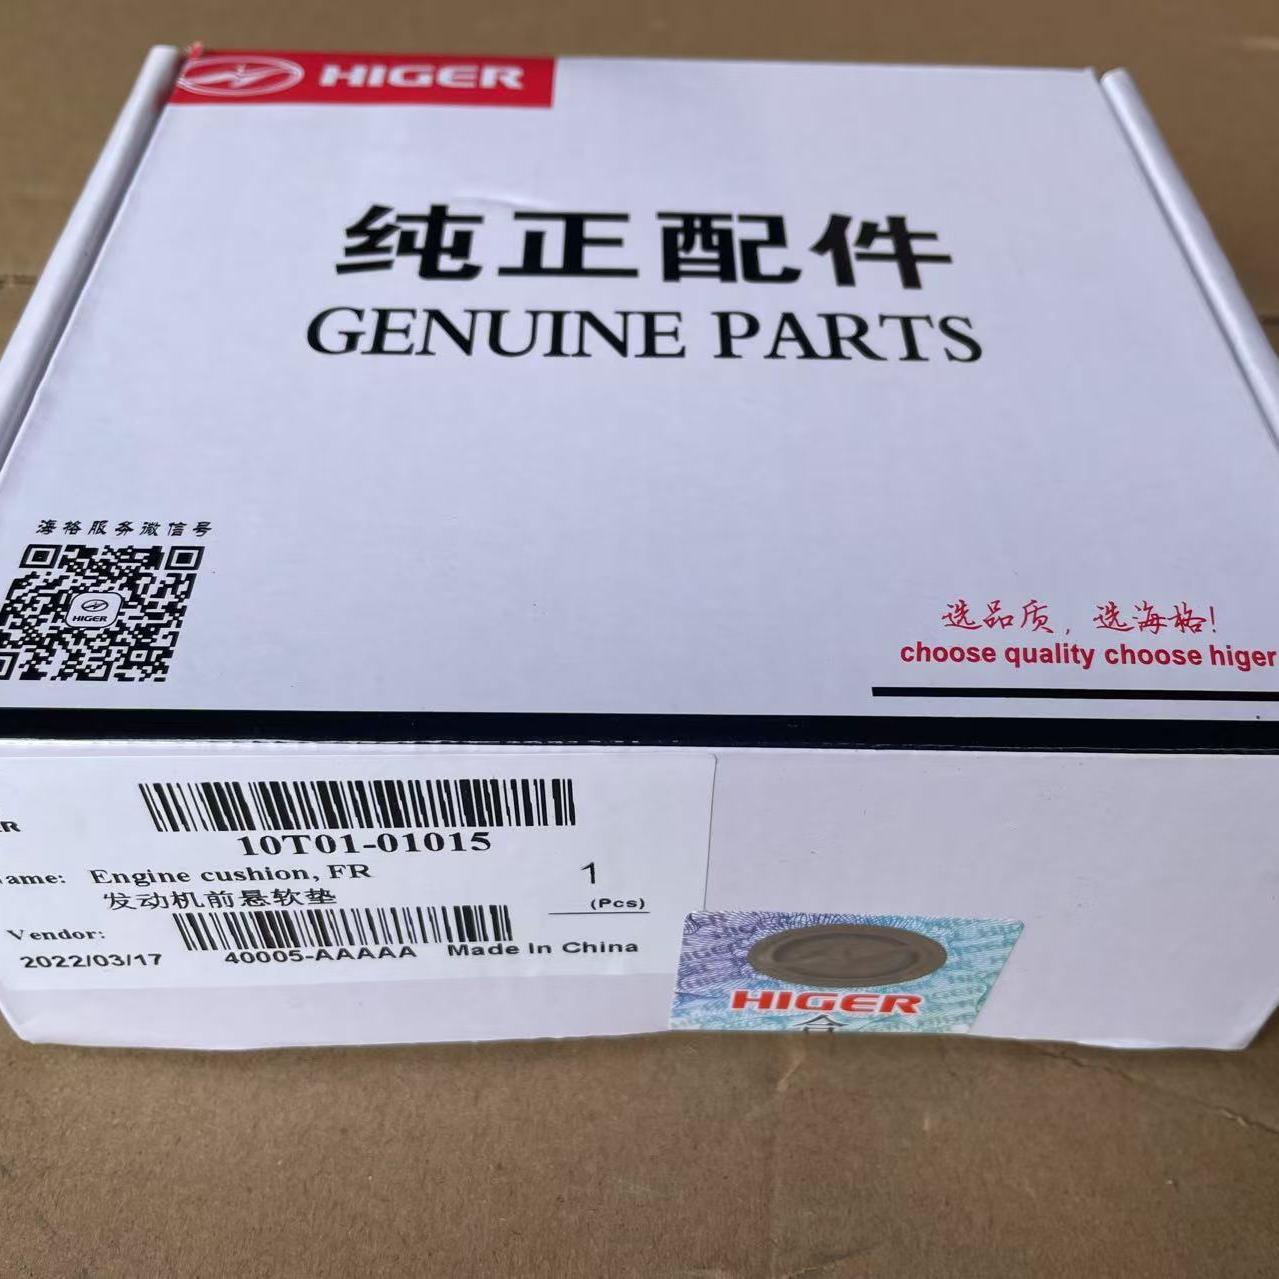 HIGER
纯正配件
GENUINE PARTS
海格服务微信号
HIGER
选品质，选海格!
choose quality choose higer
10T01-01015
Engine cushion, FR
发动机前悬软垫
1
(Pcs)
Vendor:
2022/03/17
40005-AAAAA Made In China
HIGER